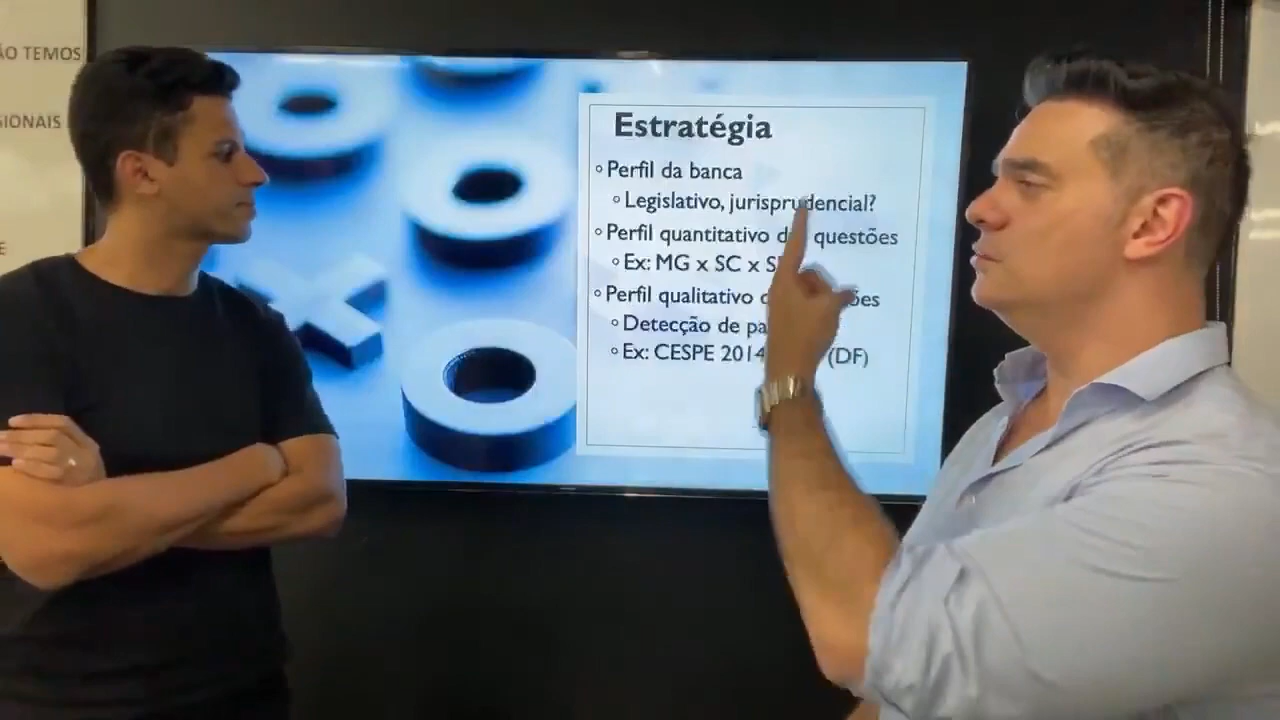 ÃO TEMOS
SIONAIS
E
Estratégia
Perfil da banca
Legislativo, jurisprudencial?
Perfil quantitativo questões
Ex: MG x SC x
Perfil qualitativo
Detecção de
Ex: CESPE 2014 (DF)